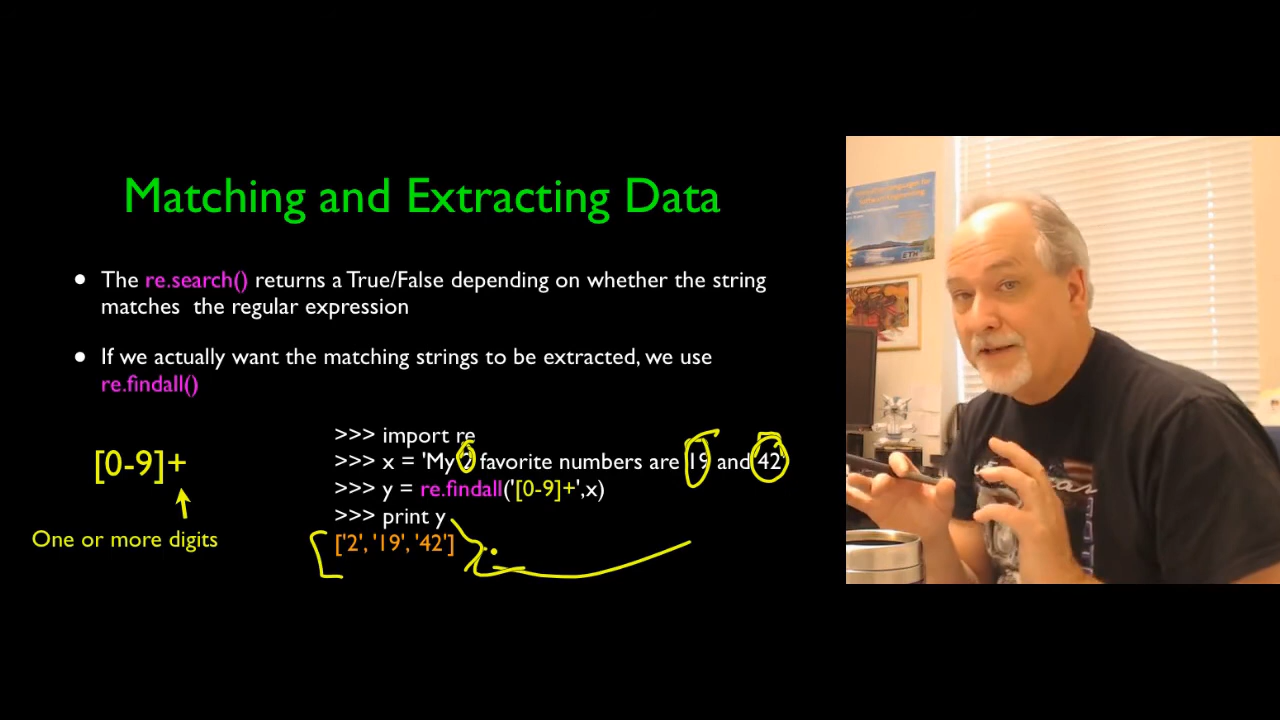 Matching and Extracting Data
• The re.search() returns a True/False depending on whether the string
matches the regular expression
• If we actually want the matching strings to be extracted, we use
re.findall()
[0-9]+
One or more digits
>>> import re
>>> x = 'My 2 favorite numbers are 19 and 42'
>>> y = re.findall('[0-9]+',x)
>>> print y
['2', '19', '42']
ETH